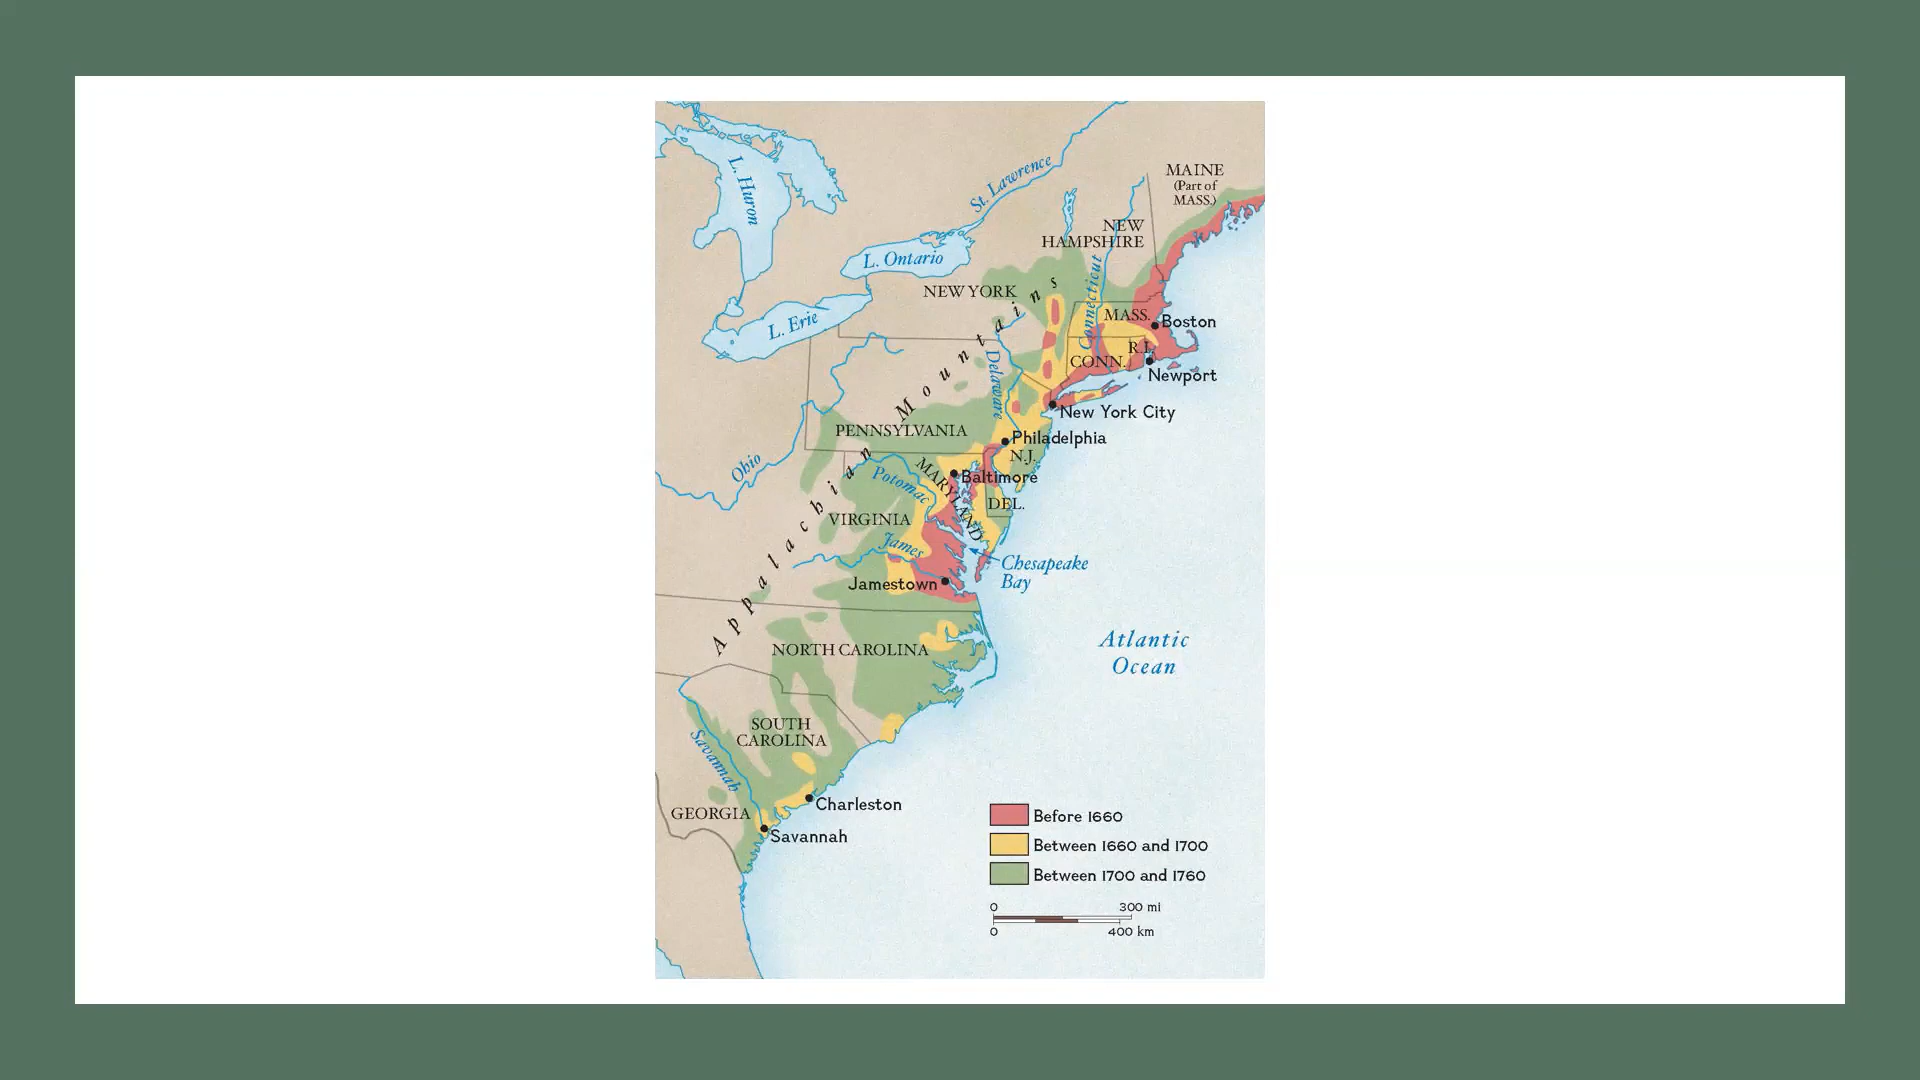 L. Huron
St. Lawrence
MAINE
(Part of
MASS.)
NEW
HAMPSHIRE
L. Ontario
NEW YORK
Connecticut
L. Erie
MASS.
Boston
R.I.
CONN.
Newport
Delaware
New York City
Appalachian Mountains
PENNSYLVANIA
Philadelphia
N.J.
Ohio
Potomac
MARYLAND
Baltimore
DEL.
VIRGINIA
James
Chesapeake
Bay
Jamestown
Atlantic
Ocean
NORTH CAROLINA
SOUTH
CAROLINA
Savannah
Charleston
GEORGIA
Savannah
Before 1660
Between 1660 and 1700
Between 1700 and 1760
0 300 mi
0 400 km